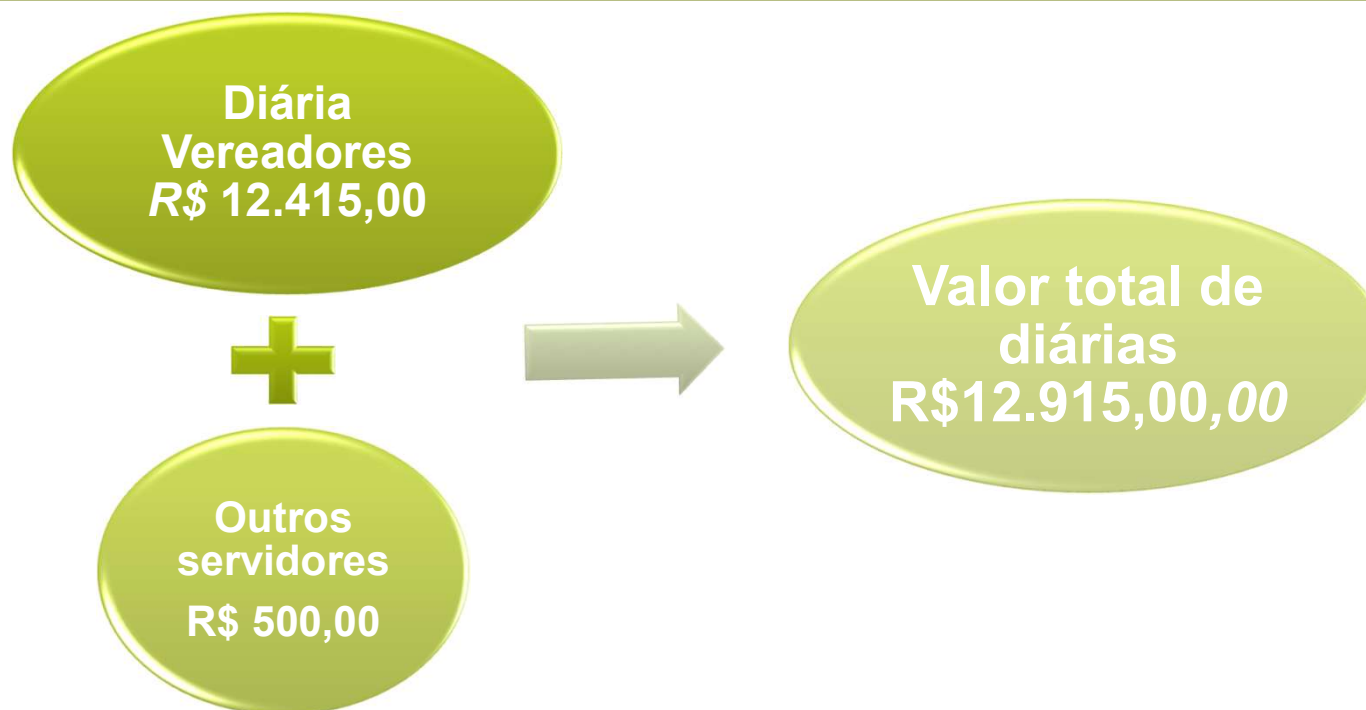 Diária
Vereadores
R$ 12.415,00
Outros
servidores
R$ 500,00
Valor total de
diárias
R$12.915,00,00